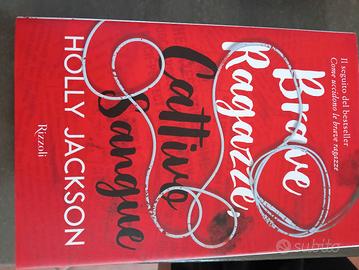 Il seguito del bestseller
Come uccidono le brave ragazze
Brave
Ragazze,
Cattivo
Sangue
HOLLY JACKSON
Rizzoli
subito